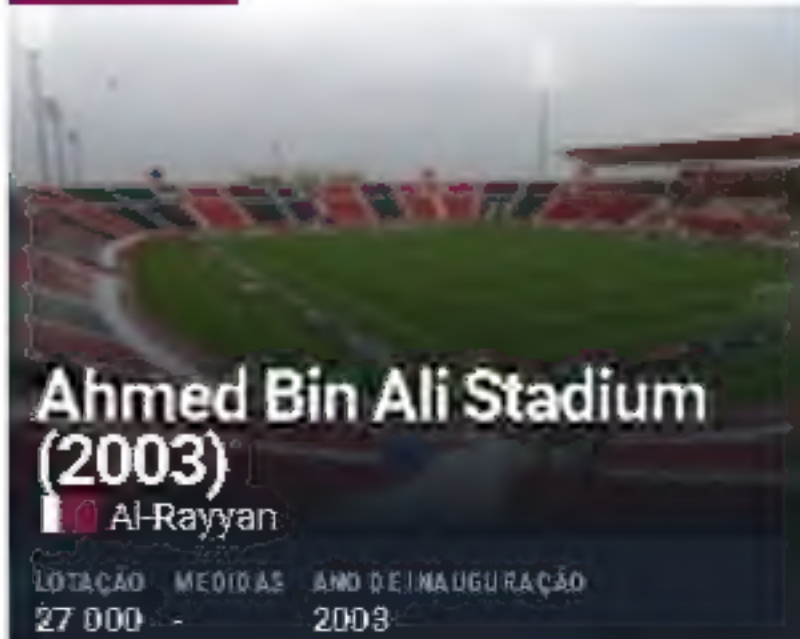 Ahmed Bin Ali Stadium
(2003)
Al-Rayyan
LOTAÇÃO MEDIDAS ANO DE INAUGURAÇÃO
27 000 - 2003